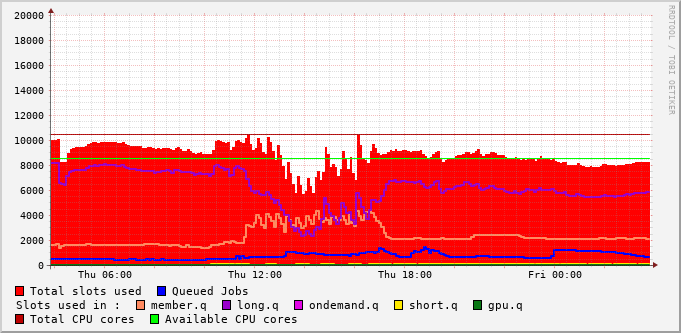 20000
18000
16000
14000
12000
10000
8000
6000
4000
2000
0
Thu 06:00 Thu 12:00 Thu 18:00 Fri 00:00
RRDTOOL / TOBI OETIKER
Total slots used Queued Jobs
Slots used in : member.q long.q ondemand.q short.q gpu.q
Total CPU cores Available CPU cores